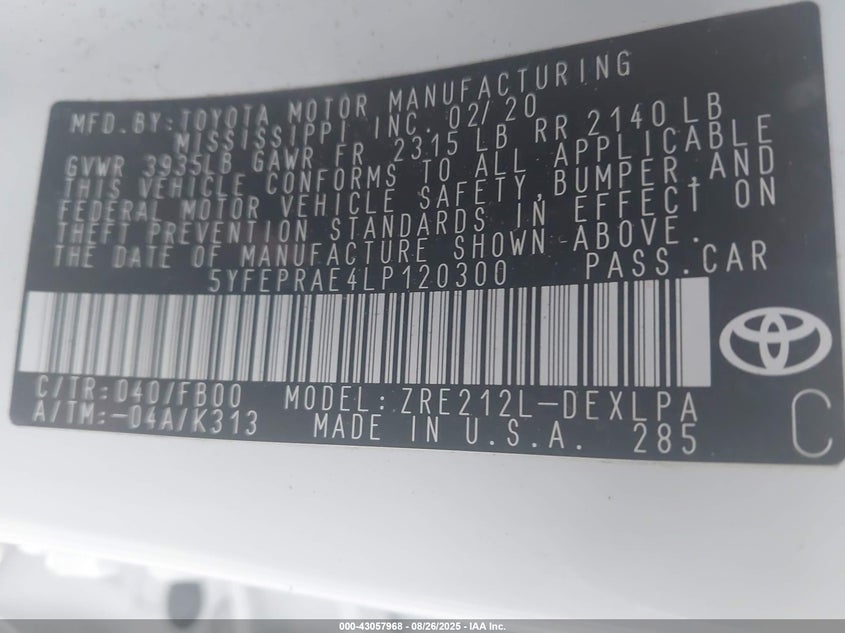 MFD.BY:TOYOTA MOTOR MANUFACTURING
MISSISSIPPI INC. 02/20
GVWR 3935LB GAWR FR 2315 LB RR 2140 LB
THIS VEHICLE CONFORMS TO ALL APPLICABLE
FEDERAL MOTOR VEHICLE SAFETY,BUMPER,AND
THEFT PREVENTION STANDARDS IN EFFECT ON
THE DATE OF MANUFACTURE SHOWN ABOVE.
5YFEPRAE4LP120300 PASS.CAR
C/TR:040/FB00 MODEL:ZRE212L-DEXLPA
A/TM:-04A/K313 MADE IN U.S.A. 285 C
000-43057968 - 08/26/2025 - IAA Inc.